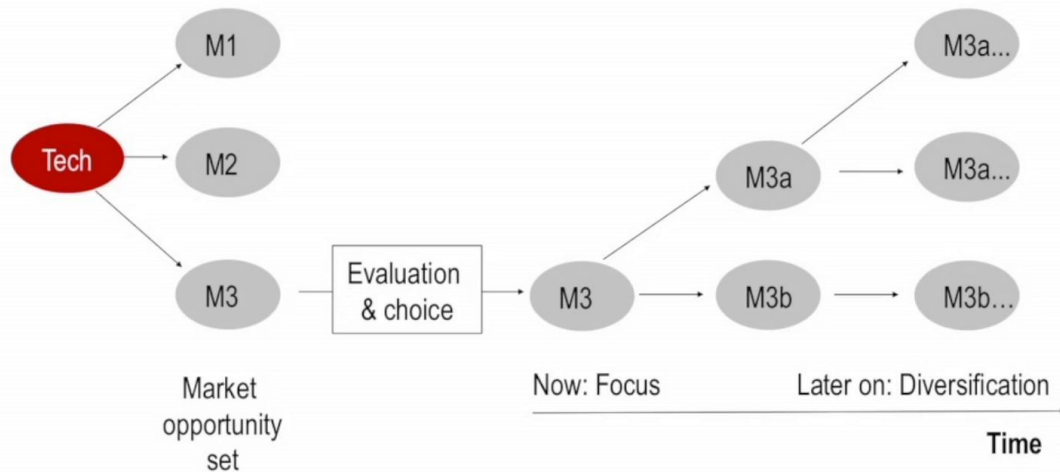 M1
M3a...
Tech
M2
M3a
M3a...
M3
Evaluation
& choice
M3
M3b
M3b...
Market
opportunity
set
Now: Focus
Later on: Diversification
Time